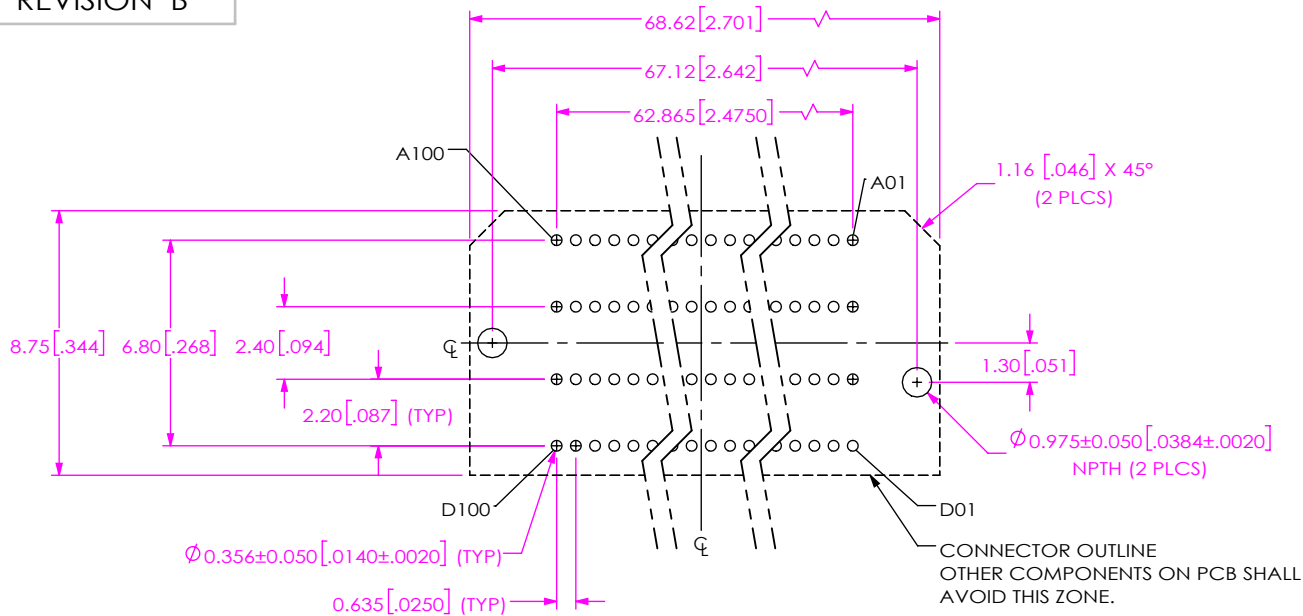 REVISION B
68.62[2.701]
67.12[2.642]
62.865[2.4750]
A100
A01
1.16 [.046] X 45°
(2 PLCS)
8.75[.344] 6.80[.268] 2.40[.094]
℄
1.30[.051]
2.20[.087] (TYP)
Ø0.975±0.050[.0384±.0020]
NPTH (2 PLCS)
D100
D01
℄
Ø0.356±0.050[.0140±.0020] (TYP)
CONNECTOR OUTLINE
OTHER COMPONENTS ON PCB SHALL
AVOID THIS ZONE.
0.635[.0250] (TYP)